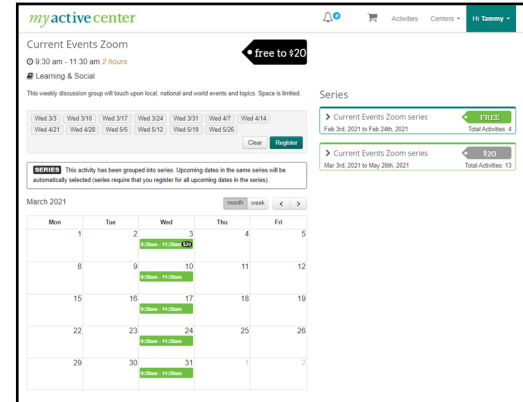 myactivecenter
0
Activities
Centers
Hi Tammy
Current Events Zoom
free to $20
9:30 am - 11:30 am 2 hours
Learning & Social
This weekly discussion group will touch upon local, national and world events and topics. Space is limited.
Wed 3/3 Wed 3/10 Wed 3/17 Wed 3/24 Wed 3/31 Wed 4/7 Wed 4/14
Wed 4/21 Wed 4/28 Wed 5/5 Wed 5/12 Wed 5/19 Wed 5/26
Clear Register
SERIES This activity has been grouped into series. Upcoming dates in the same series will be
automatically selected (series require that you register for all upcoming dates in the series).
March 2021
month week < >
Mon Tue Wed Thu Fri
1 2 3 4 5
9:30am - 11:30am $20
8 9 10 11 12
9:30am - 11:30am
15 16 17 18 19
9:30am - 11:30am
22 23 24 25 26
9:30am - 11:30am
29 30 31 1 2
9:30am - 11:30am
Series
Current Events Zoom series FREE
Feb 3rd, 2021 to Feb 24th, 2021 Total Activities: 4
Current Events Zoom series $20
Mar 3rd, 2021 to May 26th, 2021 Total Activities: 13